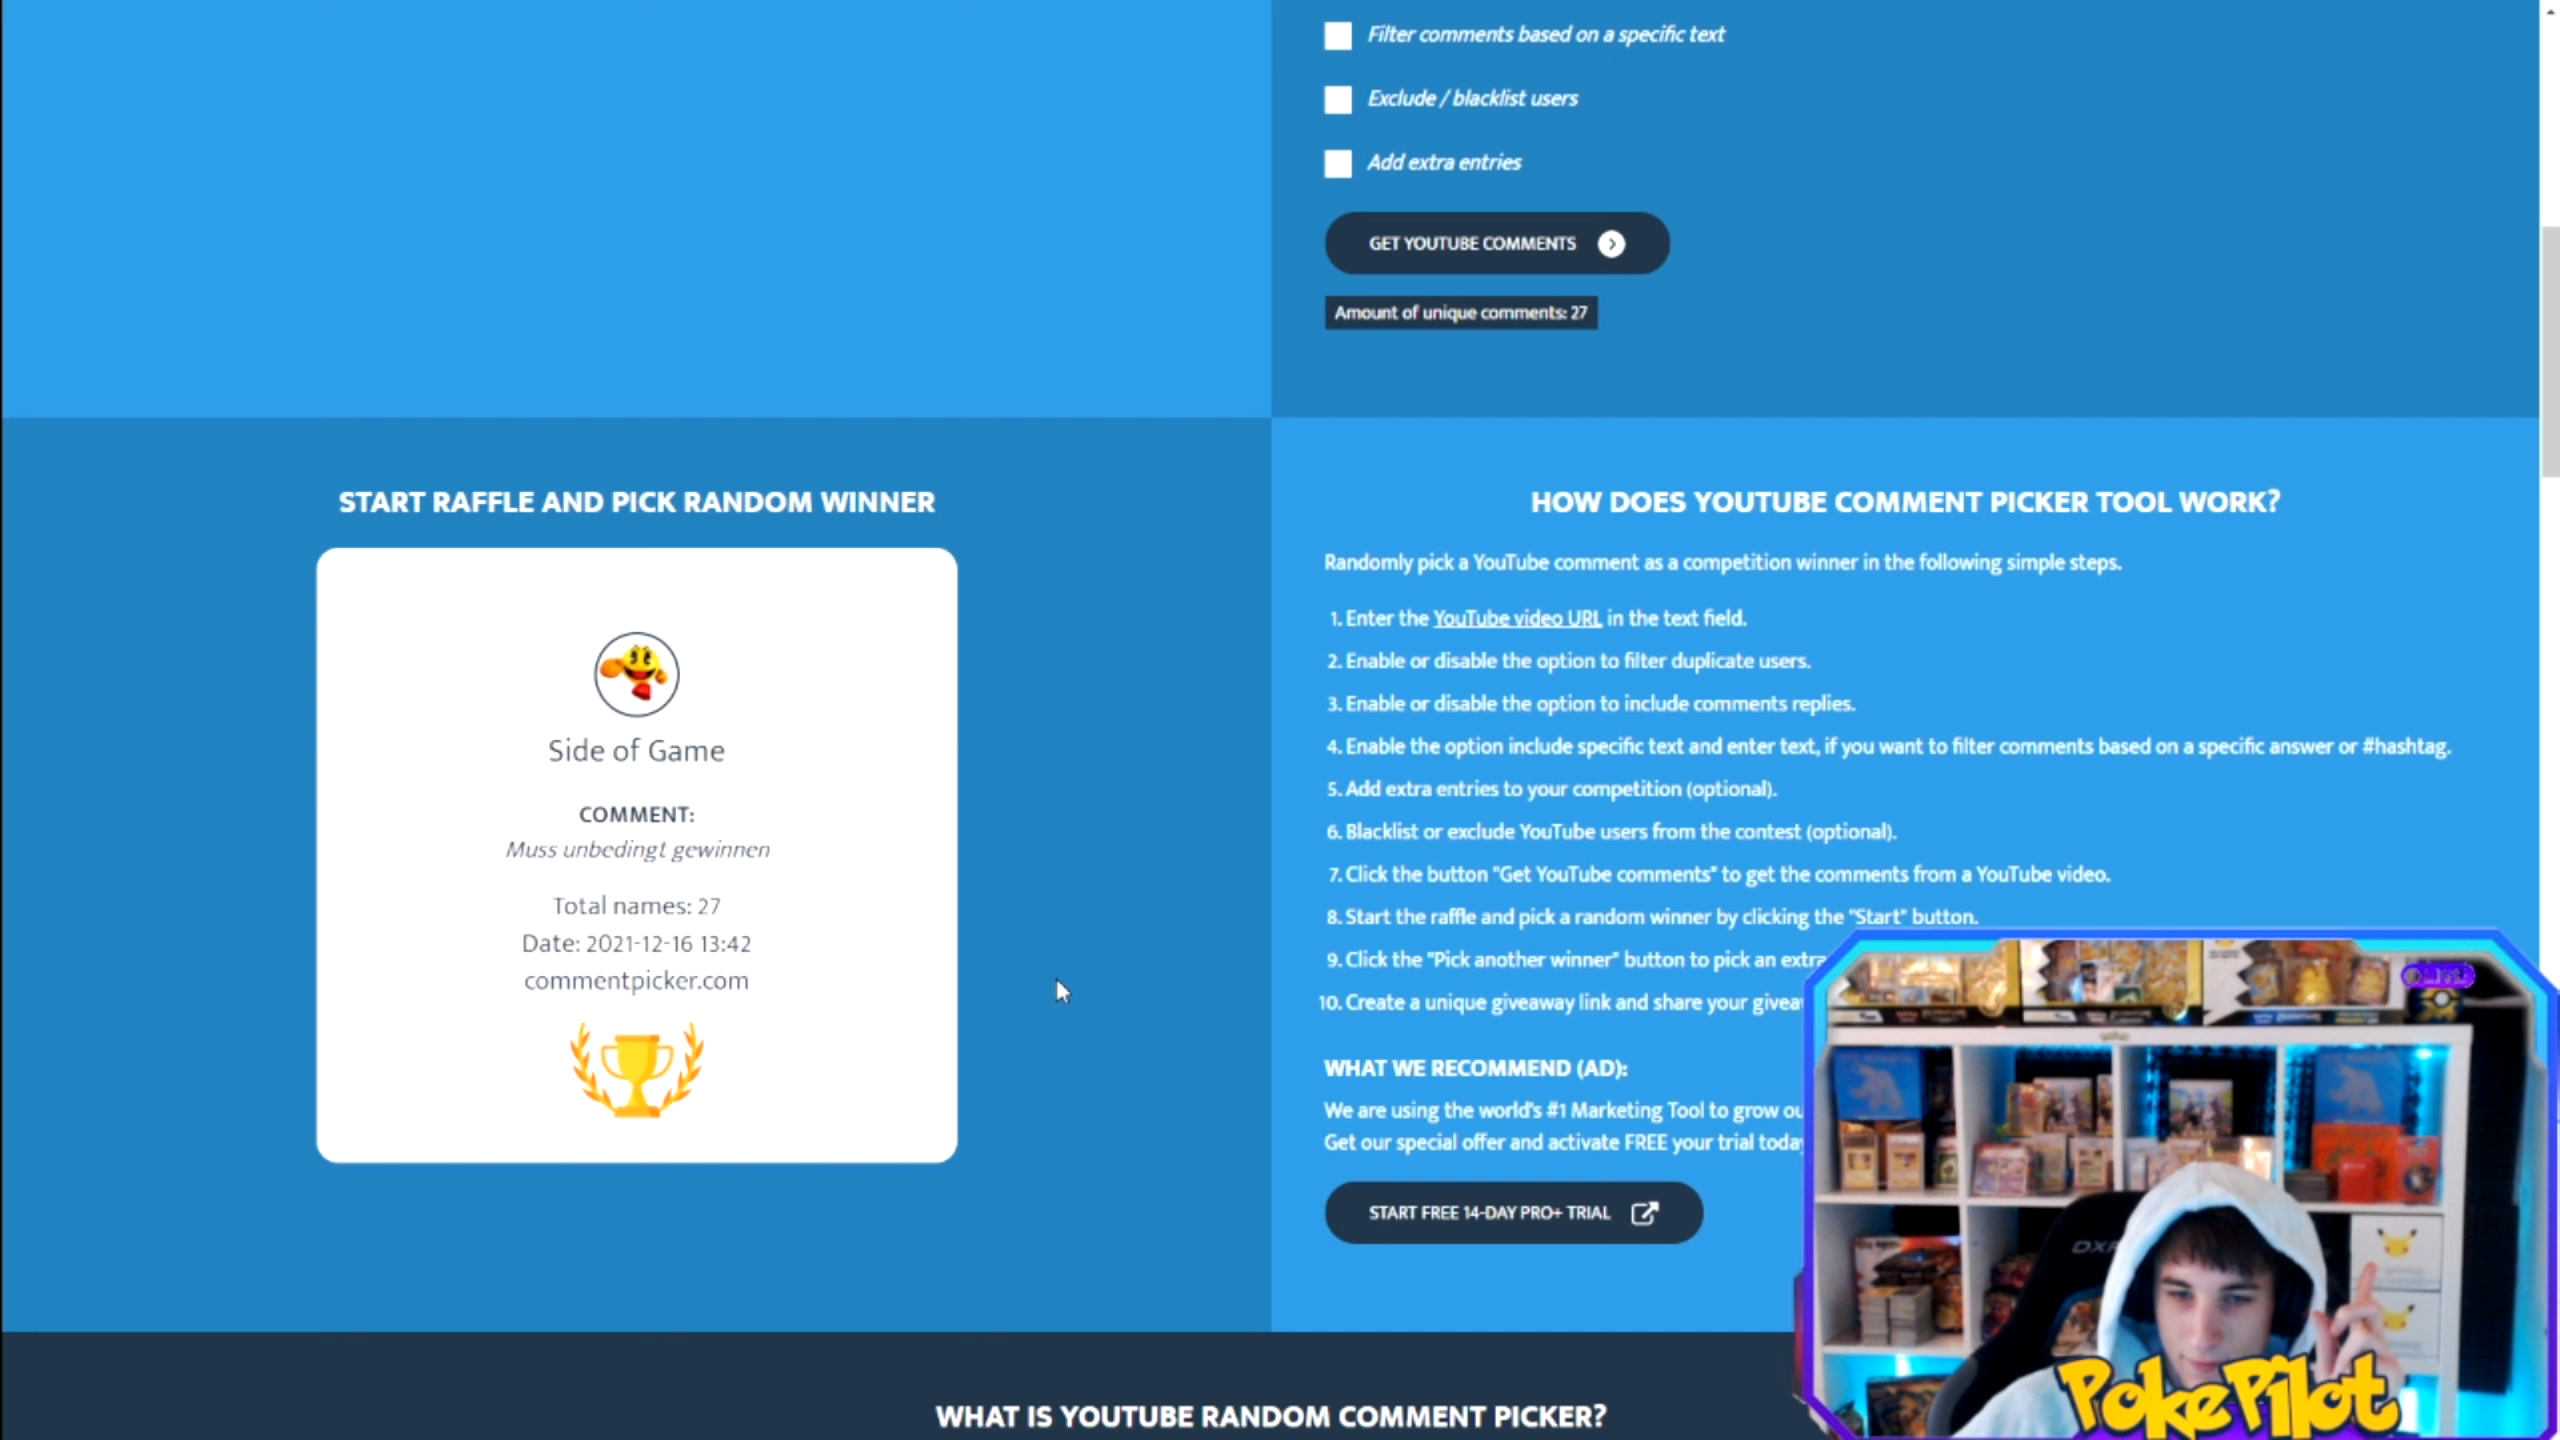 Filter comments based on a specific text
Exclude / blacklist users
Add extra entries
GET YOUTUBE COMMENTS
Amount of unique comments: 27
START RAFFLE AND PICK RANDOM WINNER
Side of Game
COMMENT:
Muss unbedingt gewinnen
Total names: 27
Date: 2021-12-16 13:42
commentpicker.com
HOW DOES YOUTUBE COMMENT PICKER TOOL WORK?
Randomly pick a YouTube comment as a competition winner in the following simple steps.
1. Enter the YouTube video URL in the text field.
2. Enable or disable the option to filter duplicate users.
3. Enable or disable the option to include comments replies.
4. Enable the option include specific text and enter text, if you want to filter comments based on a specific answer or #hashtag.
5. Add extra entries to your competition (optional).
6. Blacklist or exclude YouTube users from the contest (optional).
7. Click the button "Get YouTube comments" to get the comments from a YouTube video.
8. Start the raffle and pick a random winner by clicking the "Start" button.
9. Click the "Pick another winner" button to pick an extra
10. Create a unique giveaway link and share your
WHAT WE RECOMMEND (AD):
We are using the world's #1 Marketing Tool to grow
Get our special offer and activate FREE your trial
START FREE 14-DAY PRO+ TRIAL
PokePilot
WHAT IS YOUTUBE RANDOM COMMENT PICKER?